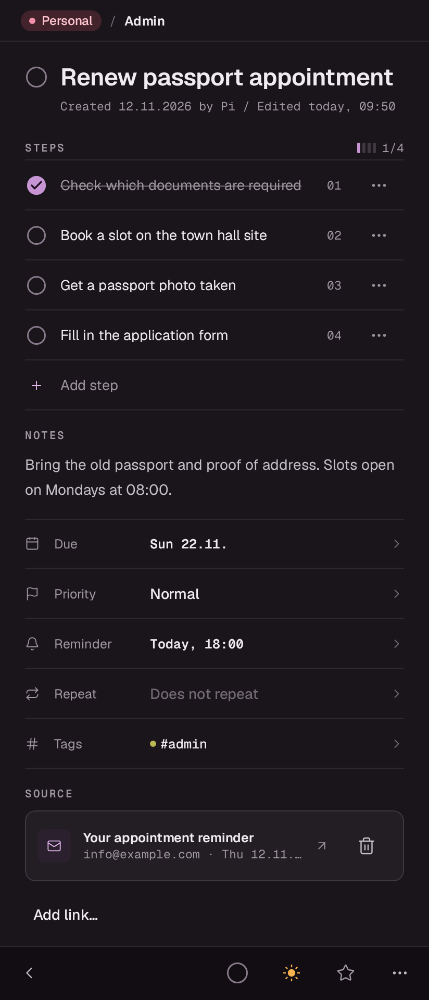 Personal / Admin
Renew passport appointment
Created 12.11.2026 by Pi / Edited today, 09:50
STEPS 1/4
Check which documents are required 01
Book a slot on the town hall site 02
Get a passport photo taken 03
Fill in the application form 04
+ Add step
NOTES
Bring the old passport and proof of address. Slots open
on Mondays at 08:00.
Due Sun 22.11.
Priority Normal
Reminder Today, 18:00
Repeat Does not repeat
Tags #admin
SOURCE
Your appointment reminder
info@example.com · Thu 12.11.…
Add link…